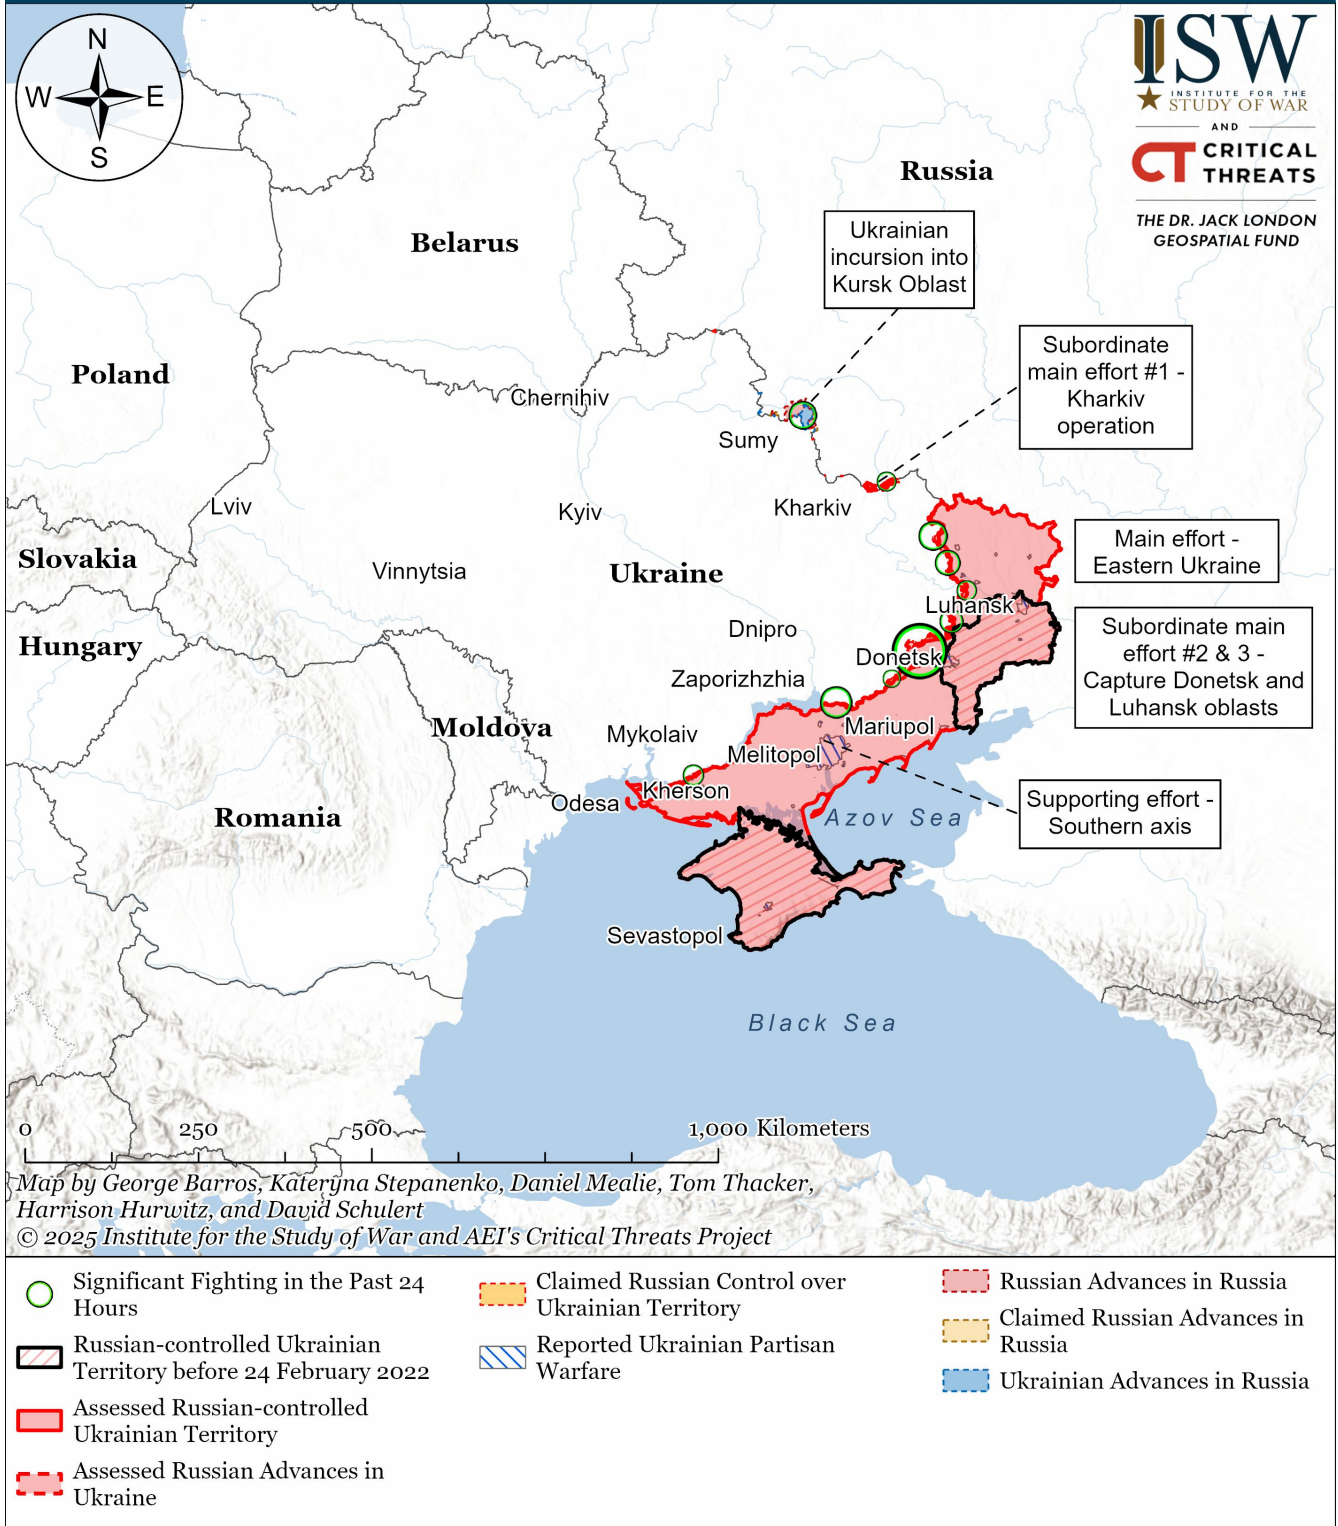 N
W
E
S
ISW
INSTITUTE FOR THE
STUDY OF WAR
AND
CT CRITICAL
THREATS
THE DR. JACK LONDON
GEOSPATIAL FUND
Russia
Belarus
Ukrainian
incursion into
Kursk Oblast
Subordinate
main effort #1 -
Kharkiv
operation
Poland
Chernihiv
Sumy
Lviv
Kyiv
Kharkiv
Slovakia
Vinnytsia
Ukraine
Main effort -
Eastern Ukraine
Luhansk
Hungary
Dnipro
Donetsk
Subordinate main
effort #2 & 3 -
Capture Donetsk and
Luhansk oblasts
Zaporizhzhia
Moldova
Mykolaiv
Mariupol
Melitopol
Kherson
Odesa
Romania
Azov Sea
Supporting effort -
Southern axis
Sevastopol
Black Sea
0 250 500 1,000 Kilometers
Map by George Barros, Kateryna Stepanenko, Daniel Mealie, Tom Thacker,
Harrison Hurwitz, and David Schulert
© 2025 Institute for the Study of War and AEI's Critical Threats Project
Significant Fighting in the Past 24
Hours
Russian-controlled Ukrainian
Territory before 24 February 2022
Assessed Russian-controlled
Ukrainian Territory
Assessed Russian Advances in
Ukraine
Claimed Russian Control over
Ukrainian Territory
Reported Ukrainian Partisan
Warfare
Russian Advances in Russia
Claimed Russian Advances in
Russia
Ukrainian Advances in Russia